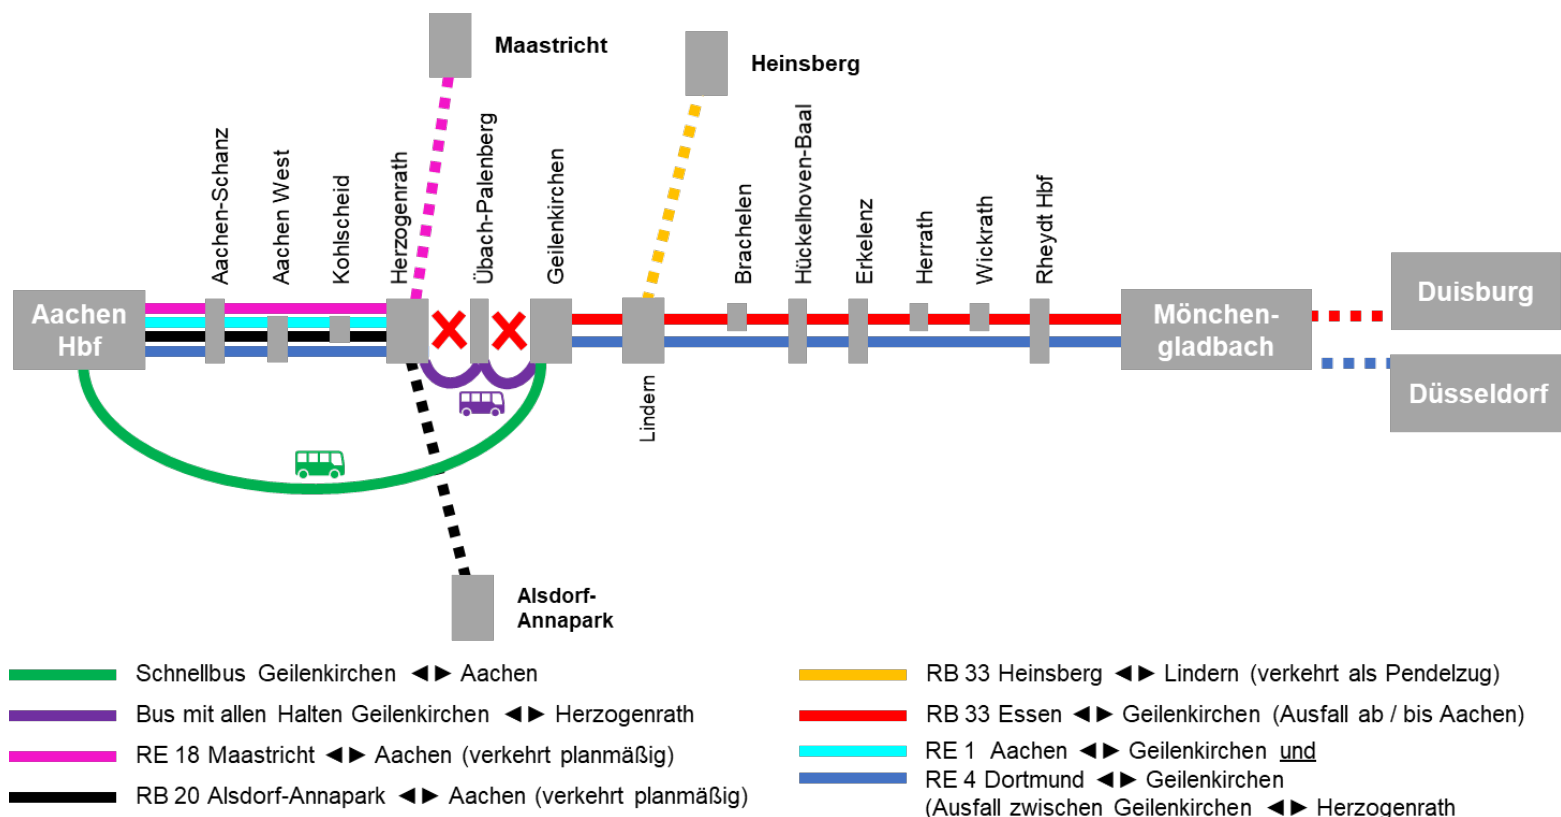 Maastricht
Heinsberg
Aachen-Schanz
Aachen West
Kohlscheid
Herzogenrath
Übach-Palenberg
Geilenkirchen
Brachelen
Hückelhoven-Baal
Erkelenz
Herrath
Wickrath
Rheydt Hbf
Aachen
Hbf
Lindern
Mönchen-
gladbach
Duisburg
Düsseldorf
Alsdorf-
Annapark
Schnellbus Geilenkirchen ◄► Aachen
Bus mit allen Halten Geilenkirchen ◄► Herzogenrath
RE 18 Maastricht ◄► Aachen (verkehrt planmäßig)
RB 20 Alsdorf-Annapark ◄► Aachen (verkehrt planmäßig)
RB 33 Heinsberg ◄► Lindern (verkehrt als Pendelzug)
RB 33 Essen ◄► Geilenkirchen (Ausfall ab / bis Aachen)
RE 1 Aachen ◄► Geilenkirchen und
RE 4 Dortmund ◄► Geilenkirchen
(Ausfall zwischen Geilenkirchen ◄► Herzogenrath